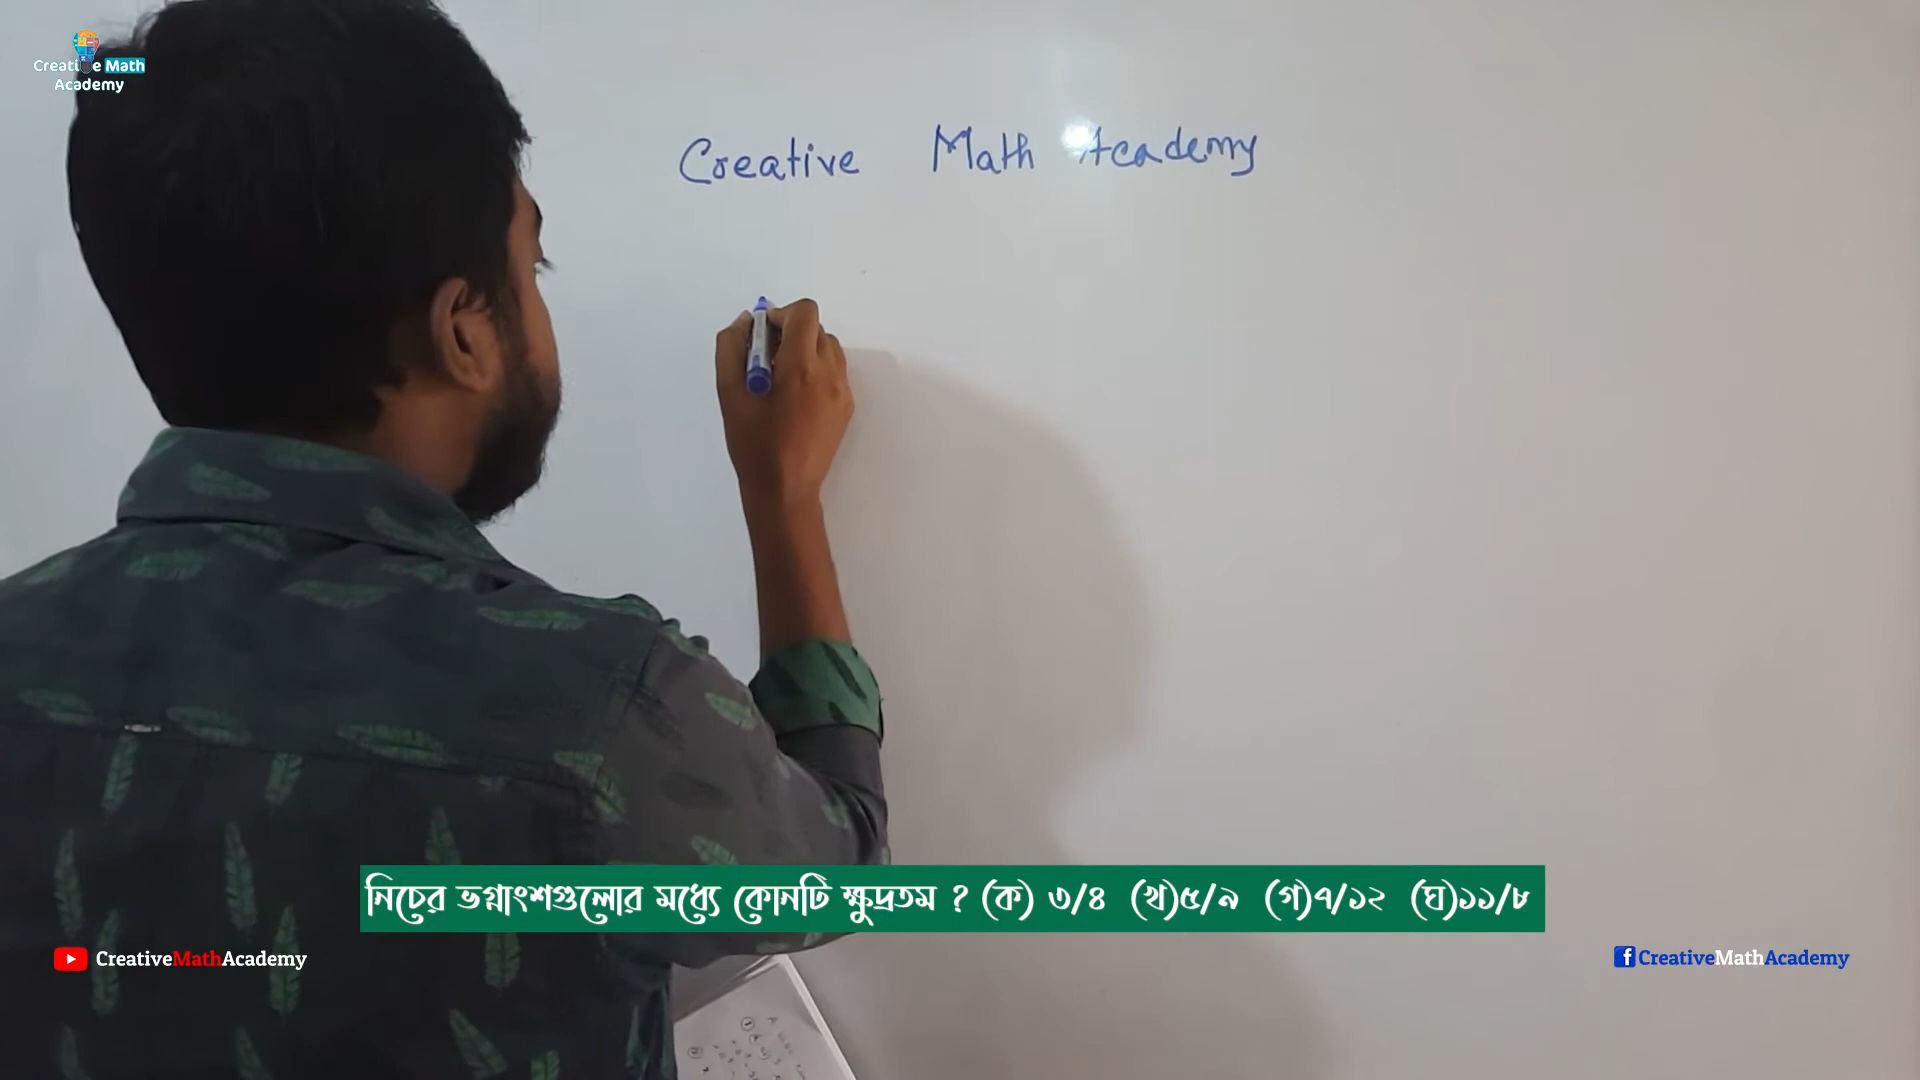 Creative Math
Academy
Creative Math Academy
নিচের ভগ্নাংশগুলোর মধ্যে কোনটি ক্ষুদ্রতম ? (ক) ৩/৪ (খ)৫/৯ (গ)৭/১২ (ঘ)১১/৮
CreativeMathAcademy
CreativeMathAcademy